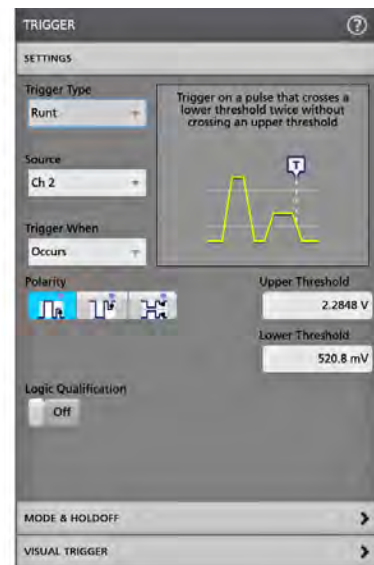 TRIGGER
?
SETTINGS
Trigger Type
Runt
Trigger on a pulse that crosses a
lower threshold twice without
crossing an upper threshold
T
Source
Ch 2
Trigger When
Occurs
Polarity
Upper Threshold
2.2848 V
Lower Threshold
520.8 mV
Logic Qualification
Off
MODE & HOLDOFF
VISUAL TRIGGER